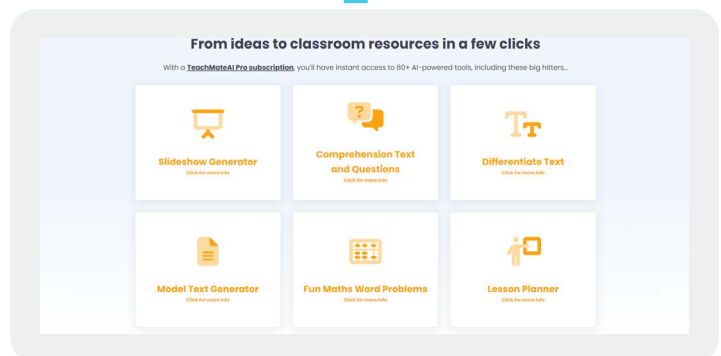 From ideas to classroom resources in a few clicks
With a TeachMateAI Pro subscription, you'll have instant access to 80+ AI-powered tools, including these big hitters...
?
Slideshow Generator
Click for more info
Comprehension Text
and Questions
Click for more info
TT
Differentiate Text
Click for more info
Model Text Generator
Click for more info
Fun Maths Word Problems
Click for more info
Lesson Planner
Click for more info